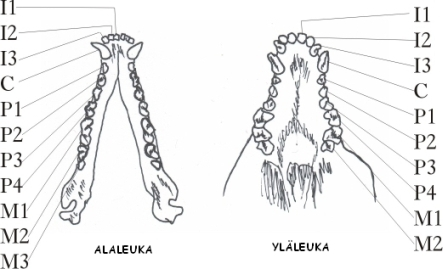 I1
I2
I3
C
P1
P2
P3
P4
M1
M2
M3
ALALEUKA
I1
I2
I3
C
P1
P2
P3
P4
M1
M2
YLÄLEUKA